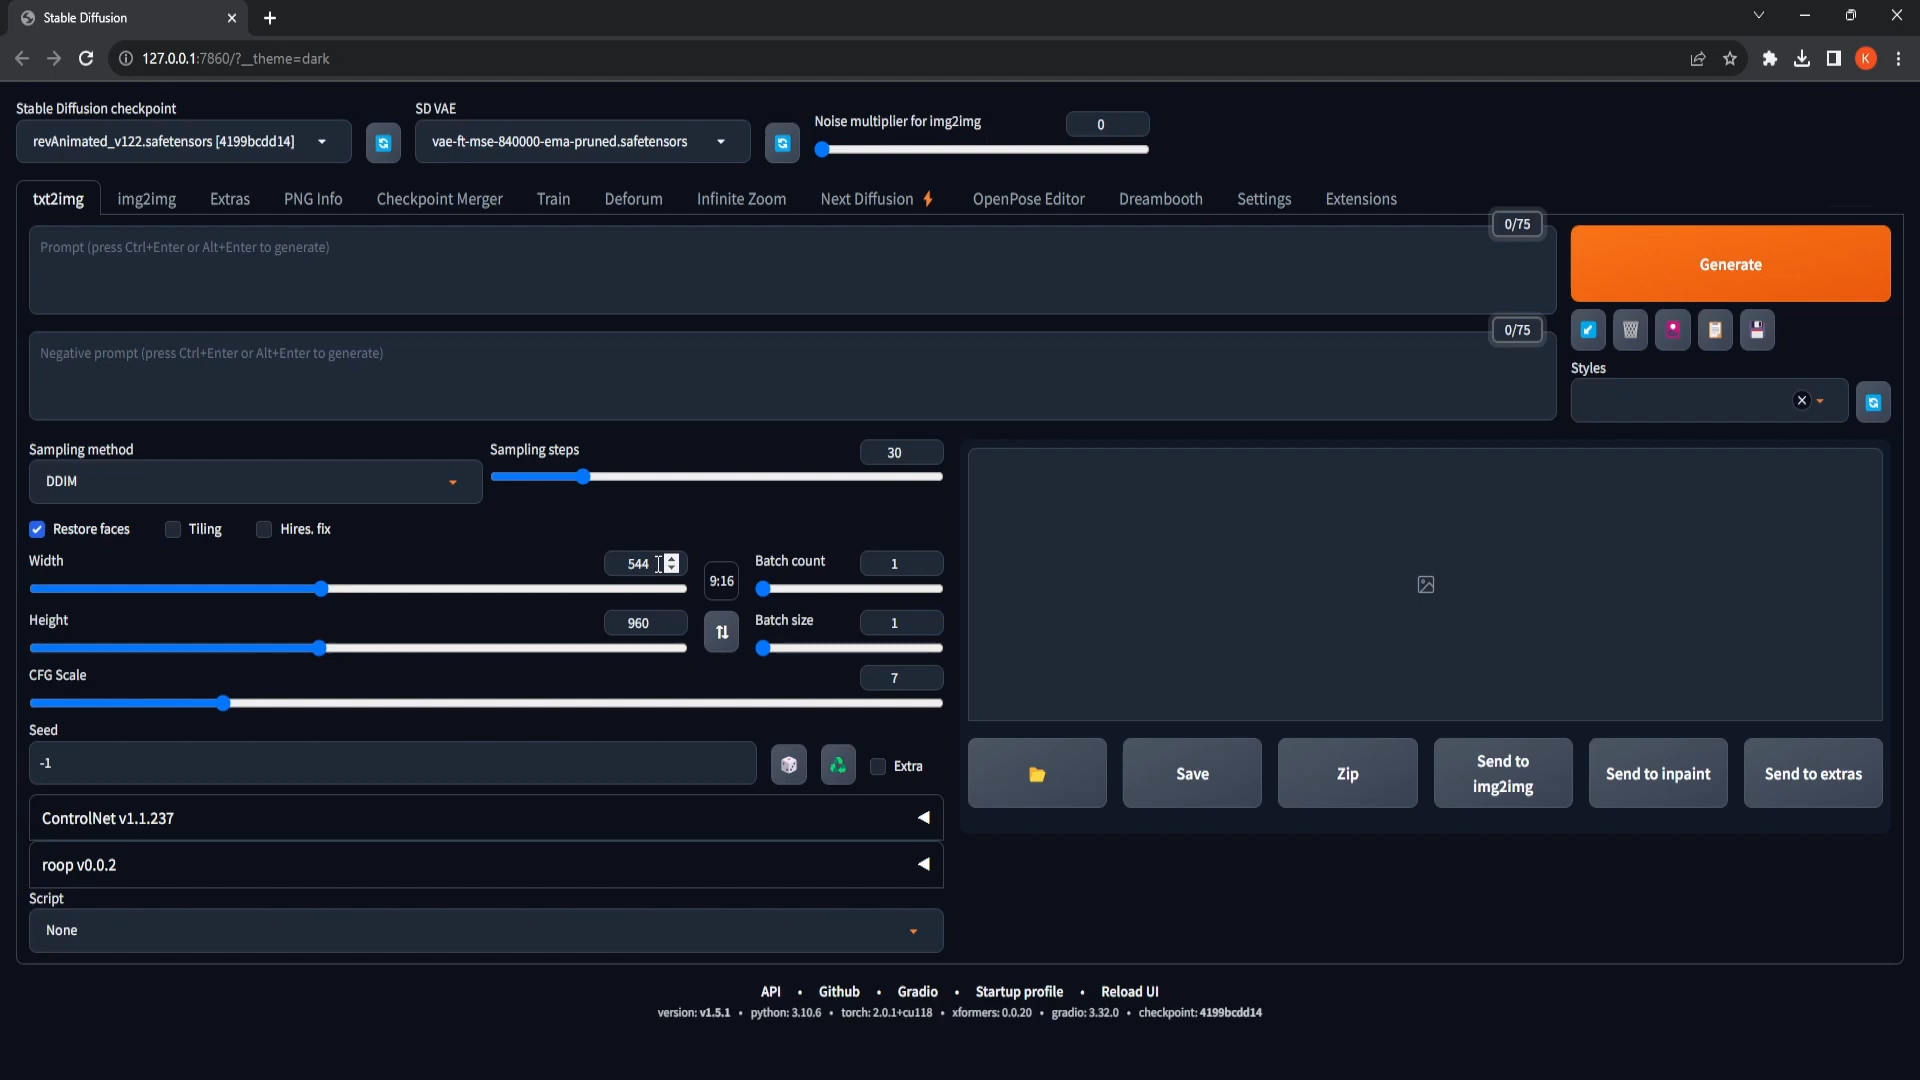 Stable Diffusion
127.0.0.1:7860/?__theme=dark
K
Stable Diffusion checkpoint
SD VAE
Noise multiplier for img2img
0
revAnimated_v122.safetensors [4199bcdd14]
vae-ft-mse-840000-ema-pruned.safetensors
txt2img
img2img
Extras
PNG Info
Checkpoint Merger
Train
Deforum
Infinite Zoom
Next Diffusion
OpenPose Editor
Dreambooth
Settings
Extensions
0/75
Prompt (press Ctrl+Enter or Alt+Enter to generate)
Generate
0/75
Negative prompt (press Ctrl+Enter or Alt+Enter to generate)
Styles
Sampling method
DDIM
Sampling steps
30
Restore faces
Tiling
Hires. fix
Width
544
9:16
Batch count
1
Height
960
Batch size
1
CFG Scale
7
Seed
-1
Extra
ControlNet v1.1.237
roop v0.0.2
Script
None
Save
Zip
Send to
img2img
Send to inpaint
Send to extras
API • Github • Gradio • Startup profile • Reload UI
version: v1.5.1 • python: 3.10.6 • torch: 2.0.1+cu118 • xformers: 0.0.20 • gradio: 3.32.0 • checkpoint: 4199bcdd14